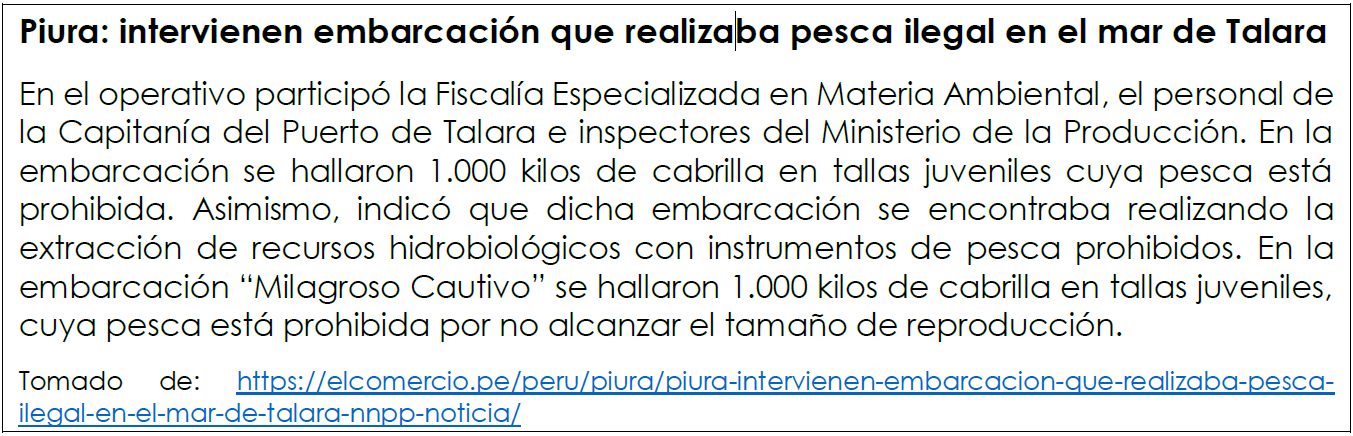 Piura: intervienen embarcación que realizaba pesca ilegal en el mar de Talara
En el operativo participó la Fiscalía Especializada en Materia Ambiental, el personal de
la Capitanía del Puerto de Talara e inspectores del Ministerio de la Producción. En la
embarcación se hallaron 1.000 kilos de cabrilla en tallas juveniles cuya pesca está
prohibida. Asimismo, indicó que dicha embarcación se encontraba realizando la
extracción de recursos hidrobiológicos con instrumentos de pesca prohibidos. En la
embarcación “Milagroso Cautivo” se hallaron 1.000 kilos de cabrilla en tallas juveniles,
cuya pesca está prohibida por no alcanzar el tamaño de reproducción.
Tomado de: https://elcomercio.pe/peru/piura/piura-intervienen-embarcacion-que-realizaba-pesca-
ilegal-en-el-mar-de-talara-nnpp-noticia/